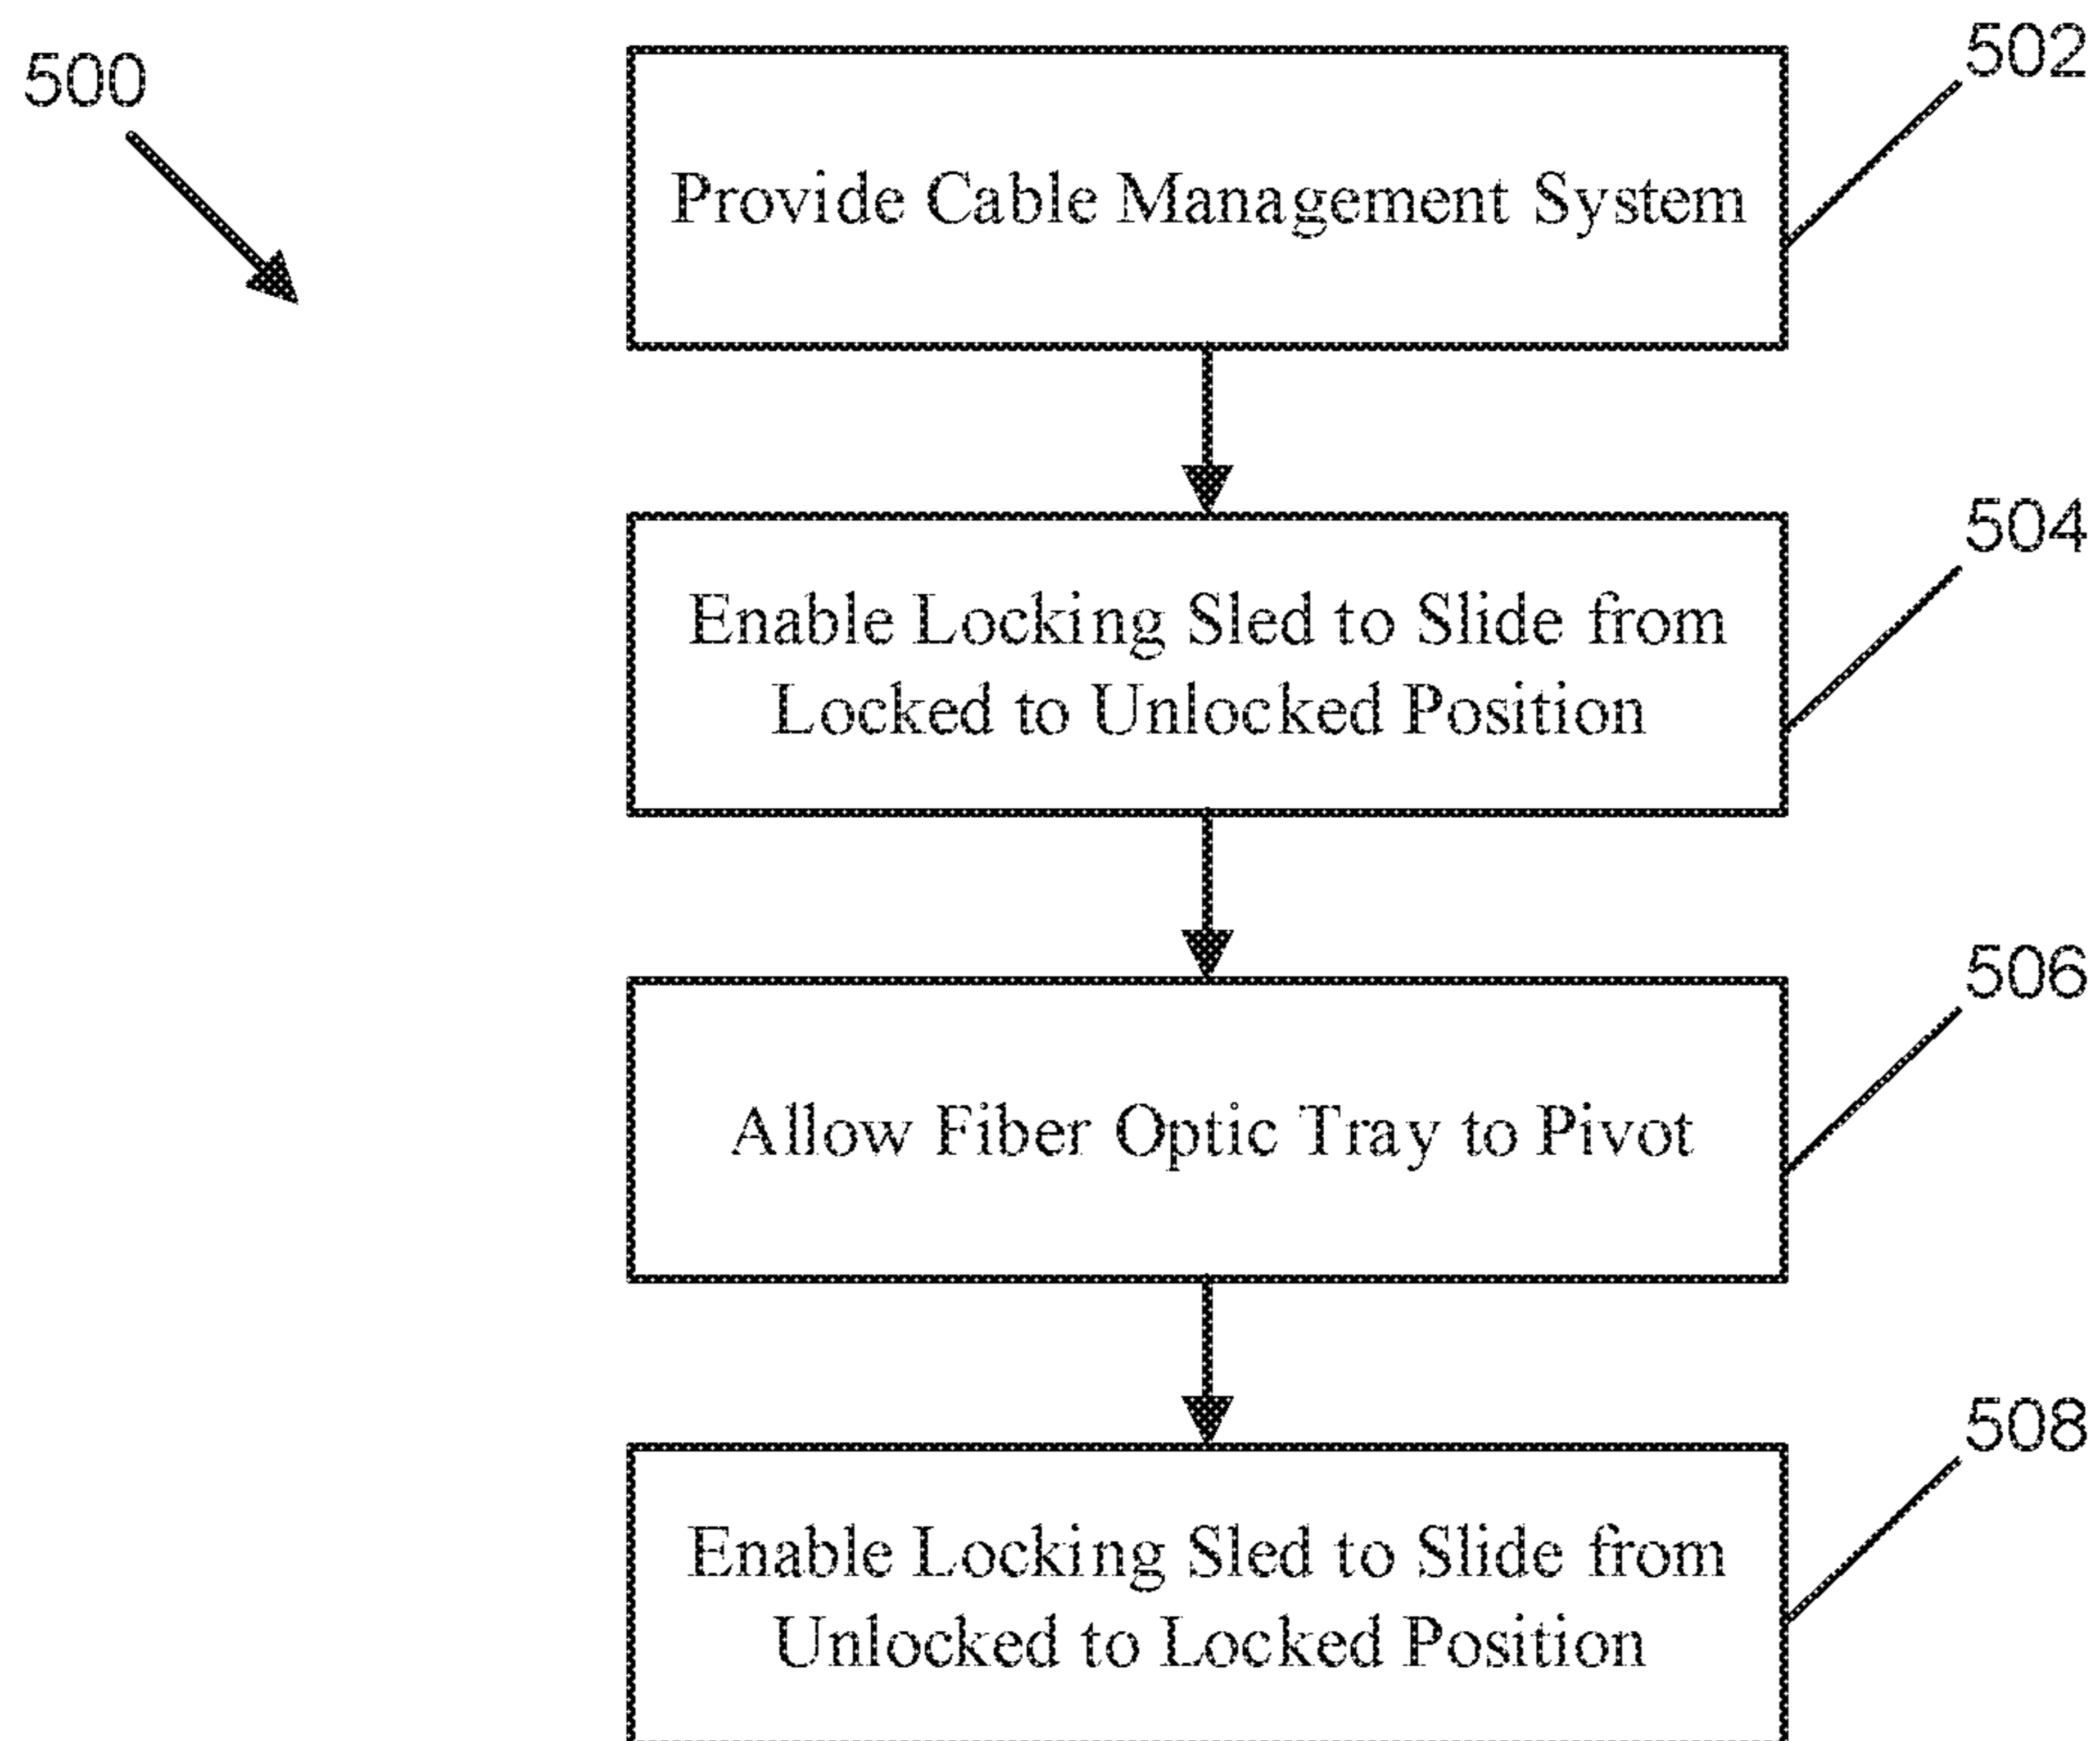 500
502
Provide Cable Management System
504
Enable Locking Sled to Slide from
Locked to Unlocked Position
506
Allow Fiber Optic Tray to Pivot
508
Enable Locking Sled to Slide from
Unlocked to Locked Position